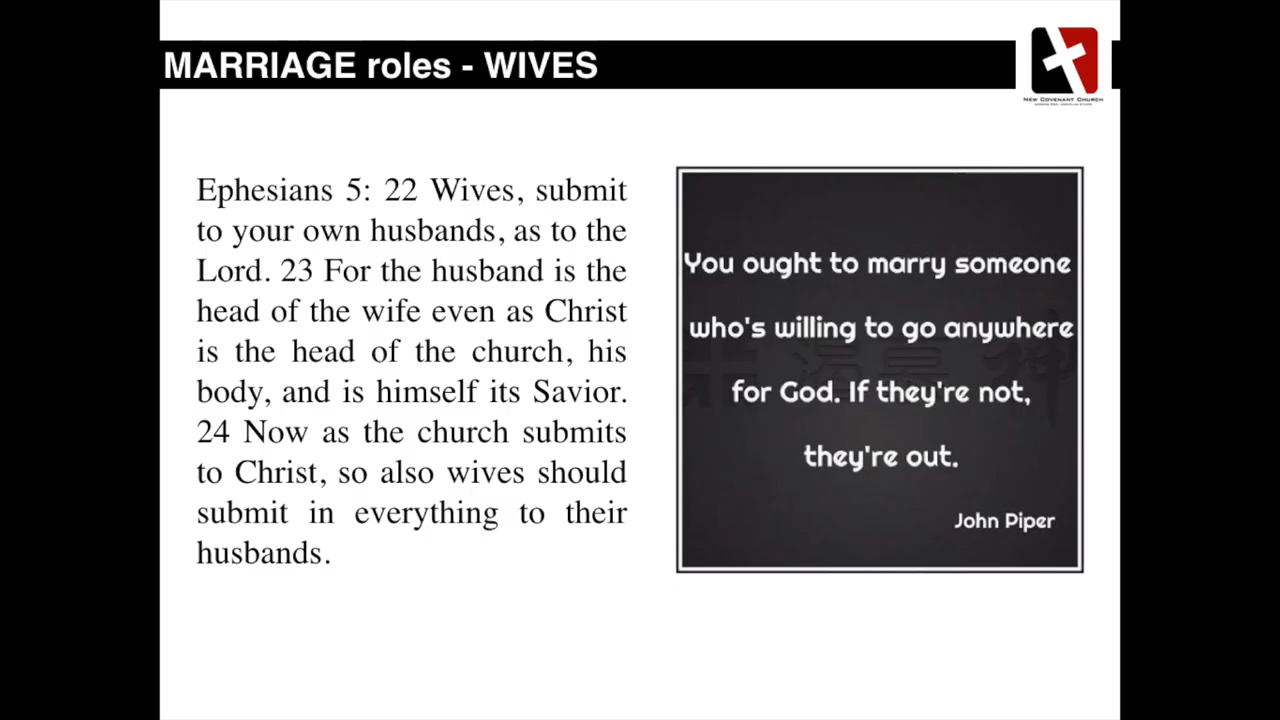 MARRIAGE roles - WIVES
NEW COVENANT CHURCH
Ephesians 5: 22 Wives, submit
to your own husbands, as to the
Lord. 23 For the husband is the
head of the wife even as Christ
is the head of the church, his
body, and is himself its Savior.
24 Now as the church submits
to Christ, so also wives should
submit in everything to their
husbands.
You ought to marry someone
who's willing to go anywhere
for God. If they're not,
they're out.
John Piper